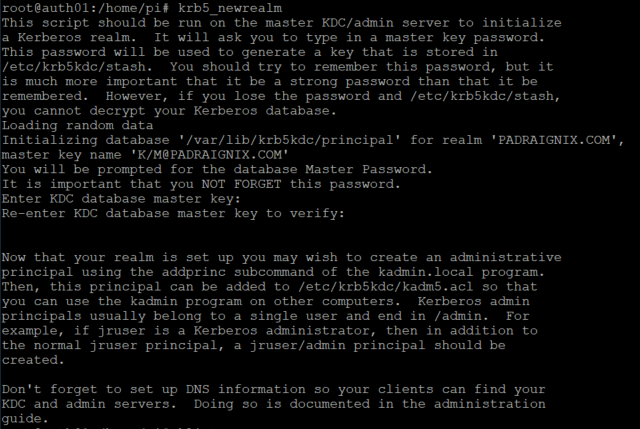 root@auth01:/home/pi# krb5_newrealm
This script should be run on the master KDC/admin server to initialize
a Kerberos realm.  It will ask you to type in a master key password.
This password will be used to generate a key that is stored in
/etc/krb5kdc/stash.  You should try to remember this password, but it
is much more important that it be a strong password than that it be
remembered.  However, if you lose the password and /etc/krb5kdc/stash,
you cannot decrypt your Kerberos database.
Loading random data
Initializing database '/var/lib/krb5kdc/principal' for realm 'PADRAIGNIX.COM',
master key name 'K/M@PADRAIGNIX.COM'
You will be prompted for the database Master Password.
It is important that you NOT FORGET this password.
Enter KDC database master key:
Re-enter KDC database master key to verify:
Now that your realm is set up you may wish to create an administrative
principal using the addprinc subcommand of the kadmin.local program.
Then, this principal can be added to /etc/krb5kdc/kadm5.acl so that
you can use the kadmin program on other computers.  Kerberos admin
principals usually belong to a single user and end in /admin.  For
example, if jruser is a Kerberos administrator, then in addition to
the normal jruser principal, a jruser/admin principal should be
created.
Don't forget to set up DNS information so your clients can find your
KDC and admin servers.  Doing so is documented in the administration
guide.